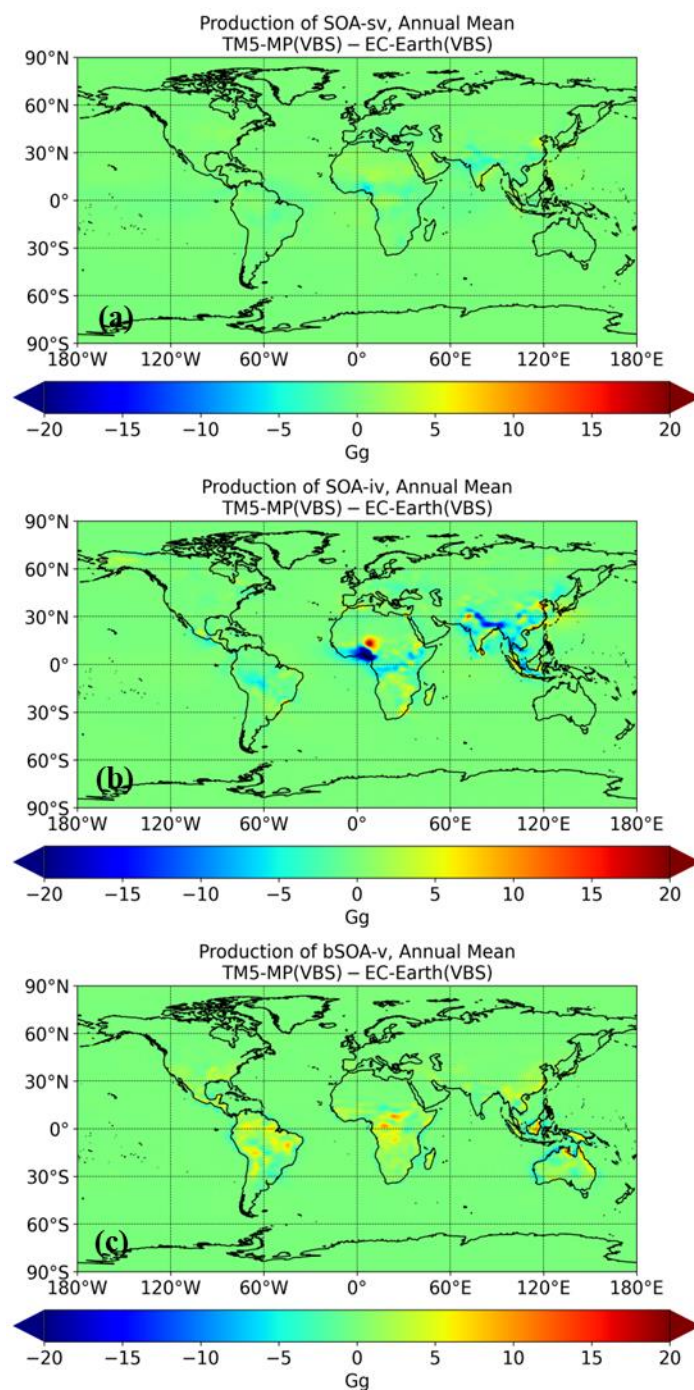 Production of SOA-sv, Annual Mean
TM5-MP(VBS) − EC-Earth(VBS)
90°N
60°N
30°N
0°
30°S
60°S
(a)
90°S
180°W 120°W 60°W 0° 60°E 120°E 180°E
−20 −15 −10 −5 0 5 10 15 20
Gg
Production of SOA-iv, Annual Mean
TM5-MP(VBS) − EC-Earth(VBS)
90°N
60°N
30°N
0°
30°S
60°S
(b)
90°S
180°W 120°W 60°W 0° 60°E 120°E 180°E
−20 −15 −10 −5 0 5 10 15 20
Gg
Production of bSOA-v, Annual Mean
TM5-MP(VBS) − EC-Earth(VBS)
90°N
60°N
30°N
0°
30°S
60°S
(c)
90°S
180°W 120°W 60°W 0° 60°E 120°E 180°E
−20 −15 −10 −5 0 5 10 15 20
Gg